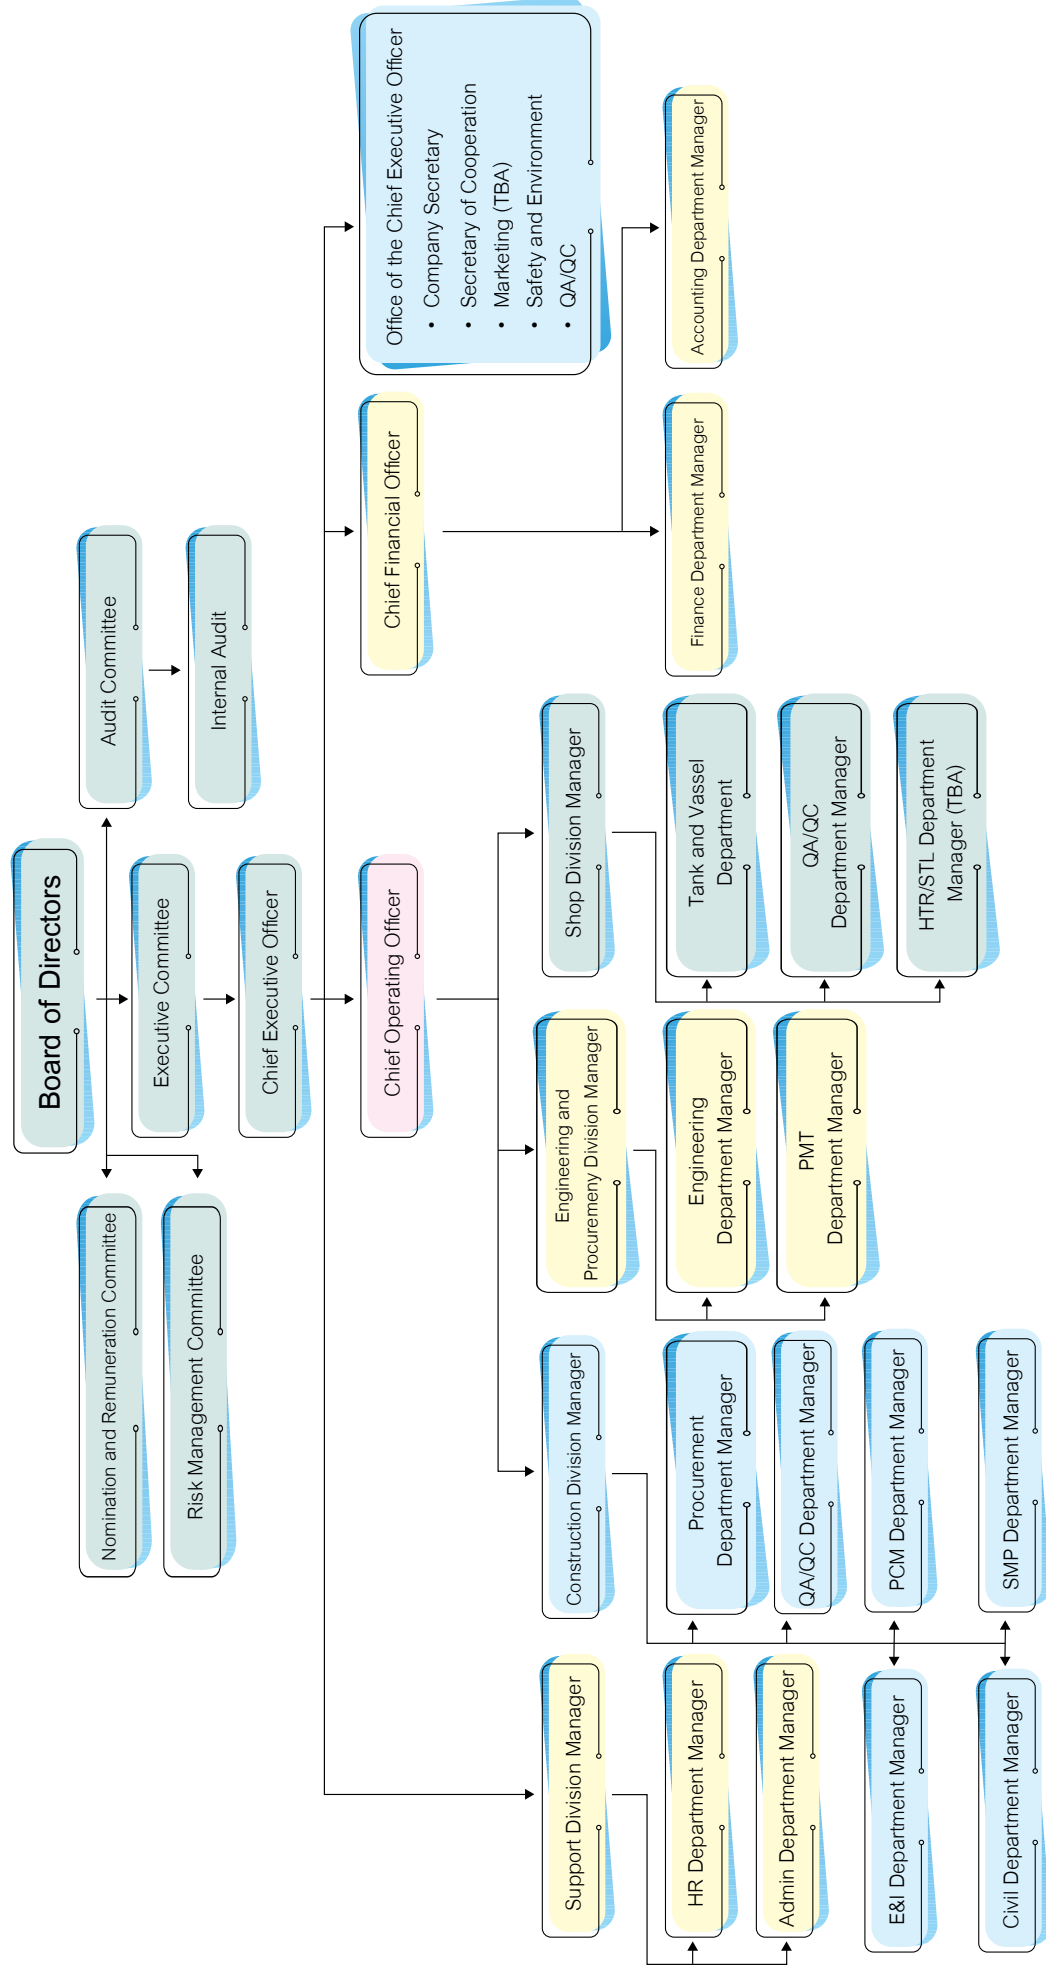 Board of Directors
Nomination and Remuneration Committee
Risk Management Committee
Audit Committee
Internal Audit
Executive Committee
Chief Executive Officer
Chief Operating Officer
Chief Financial Officer
Office of the Chief Executive Officer
• Company Secretary
• Secretary of Cooperation
• Marketing (TBA)
• Safety and Environment
• QA/QC
Support Division Manager
HR Department Manager
Admin Department Manager
Construction Division Manager
Procurement
Department Manager
QA/QC Department Manager
E&I Department Manager
PCM Department Manager
Civil Department Manager
SMP Department Manager
Engineering and
Procuremeny Division Manager
Engineering
Department Manager
PMT
Department Manager
Shop Division Manager
Tank and Vassel
Department
QA/QC
Department Manager
HTR/STL Department
Manager (TBA)
Finance Department Manager
Accounting Department Manager